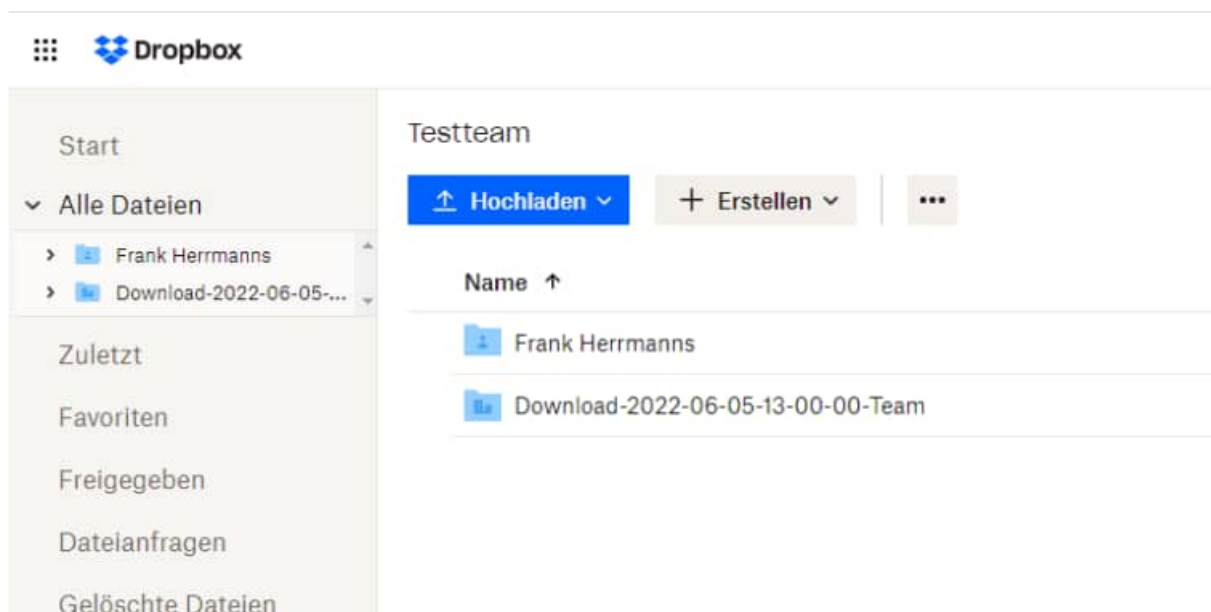 Dropbox
Start
Alle Dateien
Frank Herrmanns
Download-2022-06-05-...
Zuletzt
Favoriten
Freigegeben
Dateianfragen
Gelöschte Dateien
Testteam
Hochladen
Erstellen
Name
Frank Herrmanns
Download-2022-06-05-13-00-00-Team